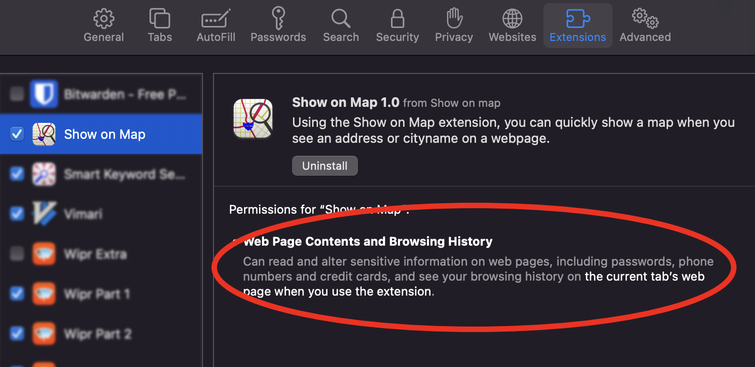 General Tabs AutoFill Passwords Search Security Privacy Websites Extensions Advanced
Bitwarden - Free P...
Show on Map
Smart Keyword Se...
Vimari
Wipr Extra
Wipr Part 1
Wipr Part 2
Show on Map 1.0 from Show on map
Using the Show on Map extension, you can quickly show a map when you
see an address or cityname on a webpage.
Uninstall
Permissions for “Show on Map”:
Web Page Contents and Browsing History
Can read and alter sensitive information on web pages, including passwords, phone
numbers and credit cards, and see your browsing history on the current tab’s web
page when you use the extension.